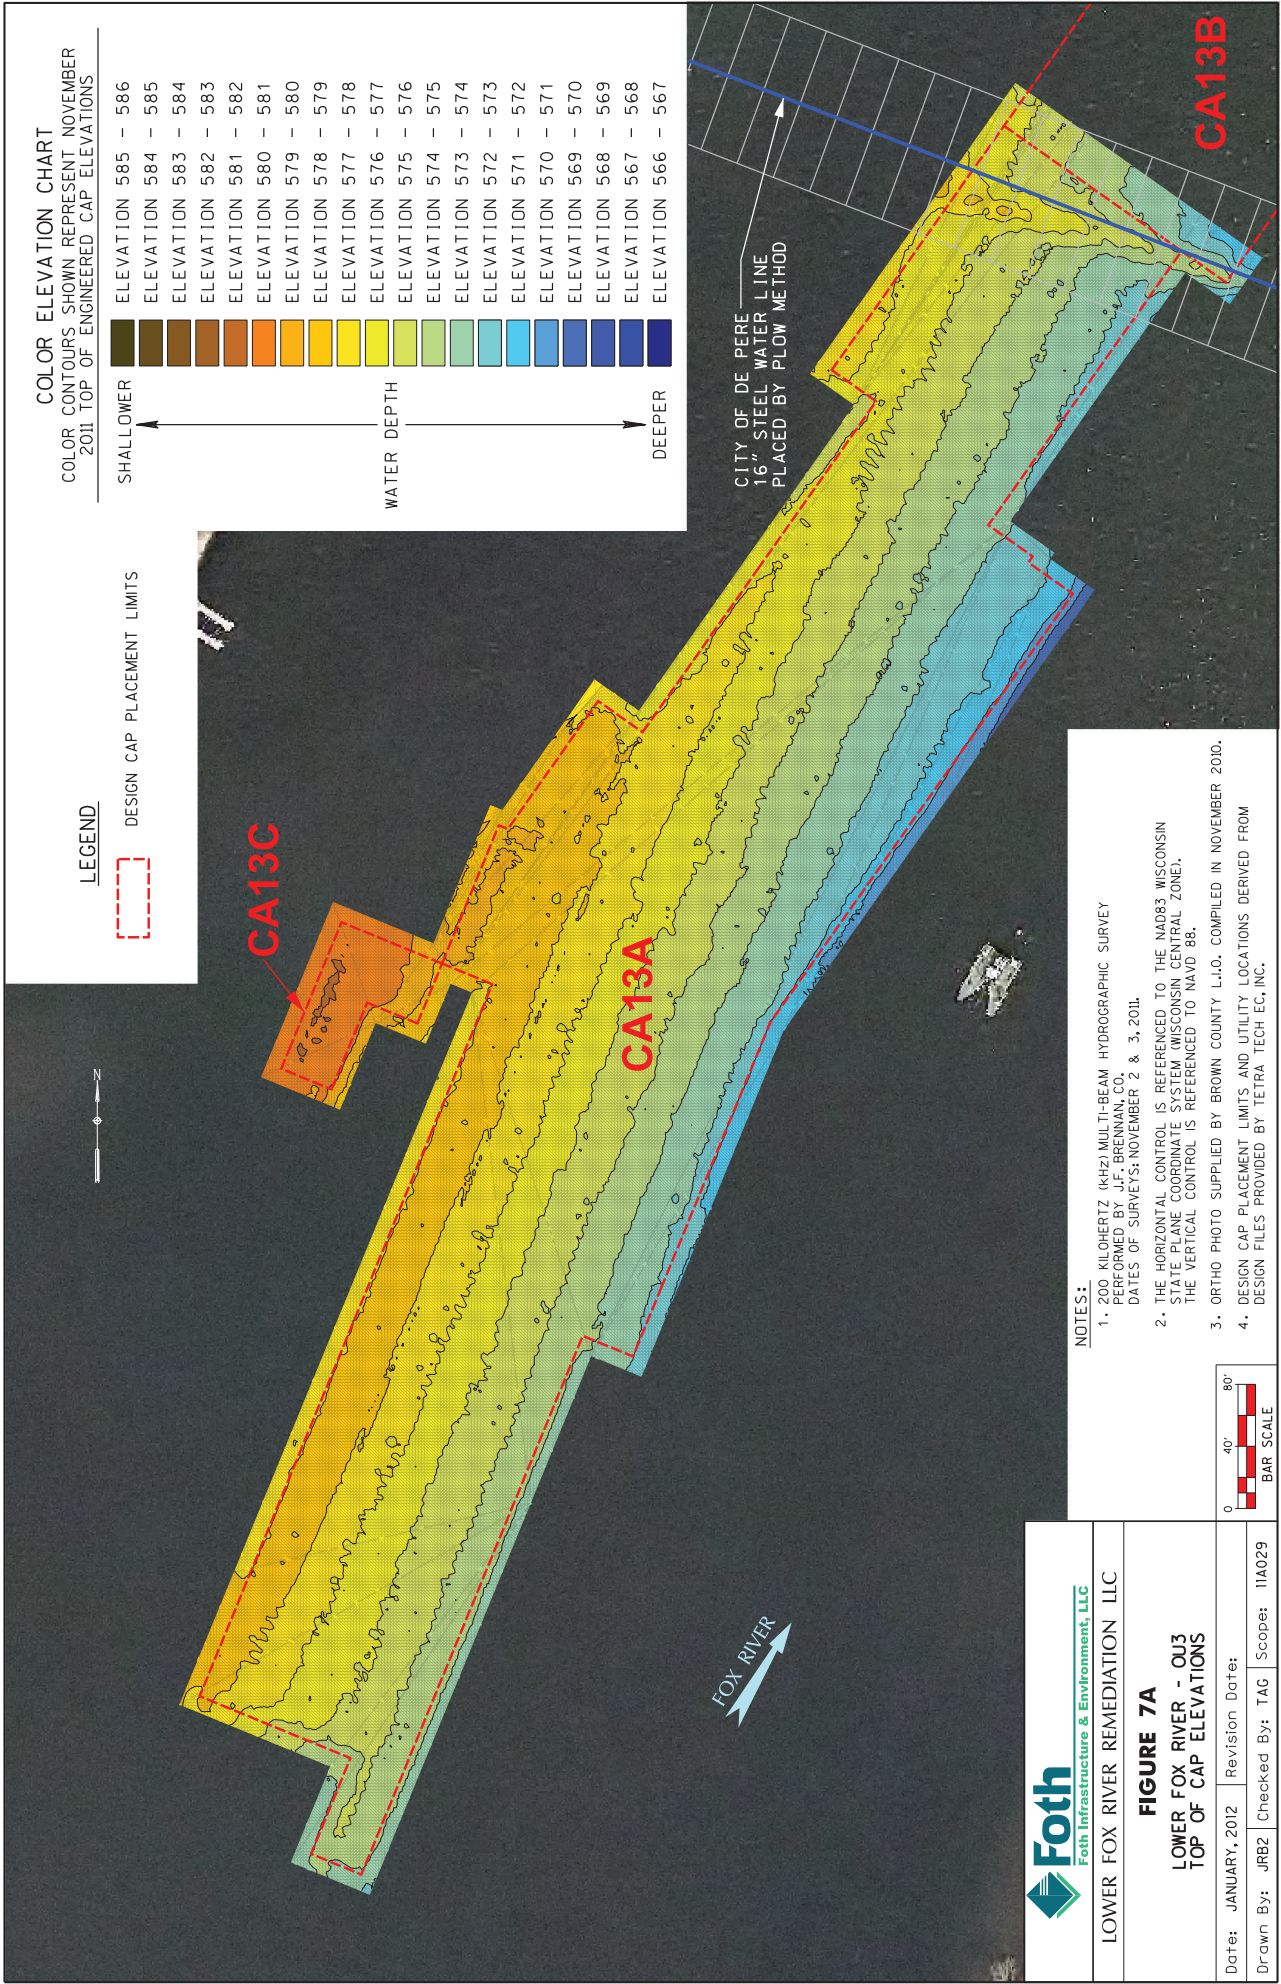 COLOR ELEVATION CHART
COLOR CONTOURS SHOWN REPRESENT NOVEMBER
2011 TOP OF ENGINEERED CAP ELEVATIONS
SHALLOWER
WATER DEPTH
DEEPER
ELEVATION 585 - 586
ELEVATION 584 - 585
ELEVATION 583 - 584
ELEVATION 582 - 583
ELEVATION 581 - 582
ELEVATION 580 - 581
ELEVATION 579 - 580
ELEVATION 578 - 579
ELEVATION 577 - 578
ELEVATION 576 - 577
ELEVATION 575 - 576
ELEVATION 574 - 575
ELEVATION 573 - 574
ELEVATION 572 - 573
ELEVATION 571 - 572
ELEVATION 570 - 571
ELEVATION 569 - 570
ELEVATION 568 - 569
ELEVATION 567 - 568
ELEVATION 566 - 567
LEGEND
DESIGN CAP PLACEMENT LIMITS
N
CITY OF DE PERE
16" STEEL WATER LINE
PLACED BY PLOW METHOD
CA13B
CA13C
CA13A
FOX RIVER
NOTES:
1. 200 KILOHERTZ (kHz) MULTI-BEAM HYDROGRAPHIC SURVEY
PERFORMED BY J.F. BRENNAN, CO.
DATES OF SURVEYS: NOVEMBER 2 & 3, 2011.
2. THE HORIZONTAL CONTROL IS REFERENCED TO THE NAD83 WISCONSIN
STATE PLANE COORDINATE SYSTEM (WISCONSIN CENTRAL ZONE).
THE VERTICAL CONTROL IS REFERENCED TO NAVD 88.
3. ORTHO PHOTO SUPPLIED BY BROWN COUNTY L.I.O. COMPILED IN NOVEMBER 2010.
4. DESIGN CAP PLACEMENT LIMITS AND UTILITY LOCATIONS DERIVED FROM
DESIGN FILES PROVIDED BY TETRA TECH EC, INC.
0 40' 80'
BAR SCALE
Foth
Foth Infrastructure & Environment, LLC
LOWER FOX RIVER REMEDIATION LLC
FIGURE 7A
LOWER FOX RIVER - OU3
TOP OF CAP ELEVATIONS
Date: JANUARY, 2012 Revision Date:
Drawn By: JRB2 Checked By: TAG Scope: 11A029